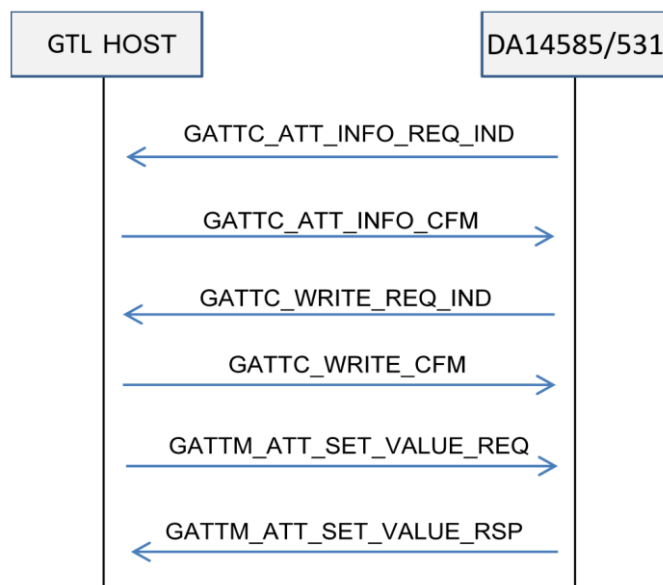 GTL HOST
DA14585/531
GATTC_ATT_INFO_REQ_IND
GATTC_ATT_INFO_CFM
GATTC_WRITE_REQ_IND
GATTC_WRITE_CFM
GATTM_ATT_SET_VALUE_REQ
GATTM_ATT_SET_VALUE_RSP